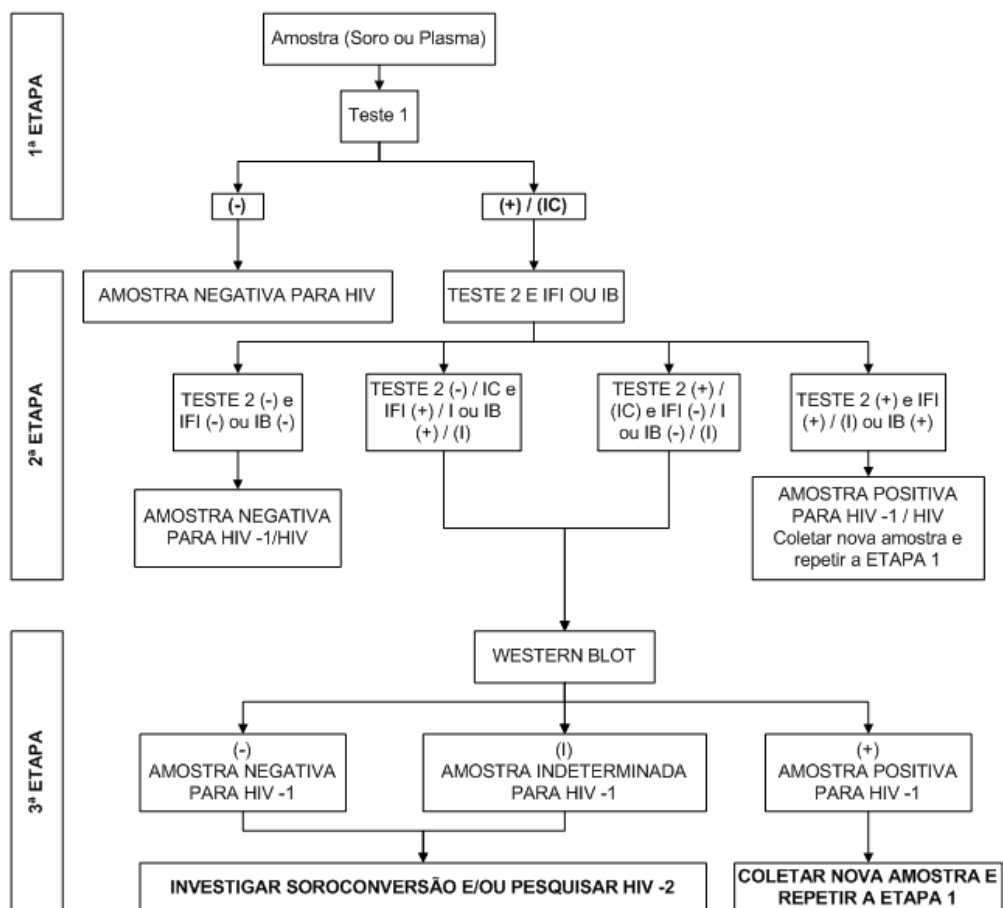 1ª ETAPA
Amostra (Soro ou Plasma)
Teste 1
(-)
(+) / (IC)
2ª ETAPA
AMOSTRA NEGATIVA PARA HIV
TESTE 2 E IFI OU IB
TESTE 2 (-) e
IFI (-) ou IB (-)
TESTE 2 (-) / IC e
IFI (+) / I ou IB
(+) / (I)
TESTE 2 (+) /
(IC) e IFI (-) / I
ou IB (-) / (I)
TESTE 2 (+) e IFI
(+) / (I) ou IB (+)
AMOSTRA NEGATIVA
PARA HIV -1/HIV
AMOSTRA POSITIVA
PARA HIV -1 / HIV
Coletar nova amostra e
repetir a ETAPA 1
3ª ETAPA
WESTERN BLOT
(-)
AMOSTRA NEGATIVA
PARA HIV -1
(I)
AMOSTRA INDETERMINADA
PARA HIV -1
(+)
AMOSTRA POSITIVA
PARA HIV -1
INVESTIGAR SOROCONVERSÃO E/OU PESQUISAR HIV -2
COLETAR NOVA AMOSTRA E
REPETIR A ETAPA 1